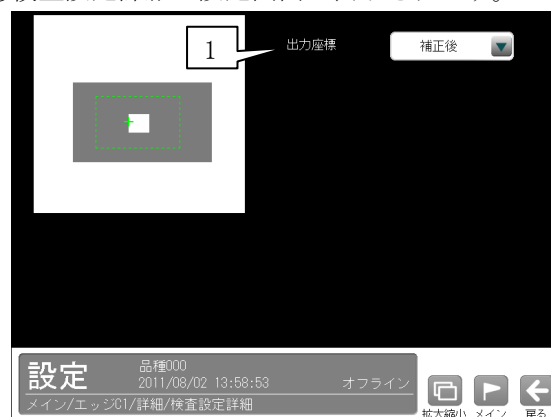 1
出力座標
補正後
設定
品種000
2011/08/02 13:58:53
オフライン
メイン/エッジC1/詳細/検査設定詳細
拡大縮小
メイン
戻る